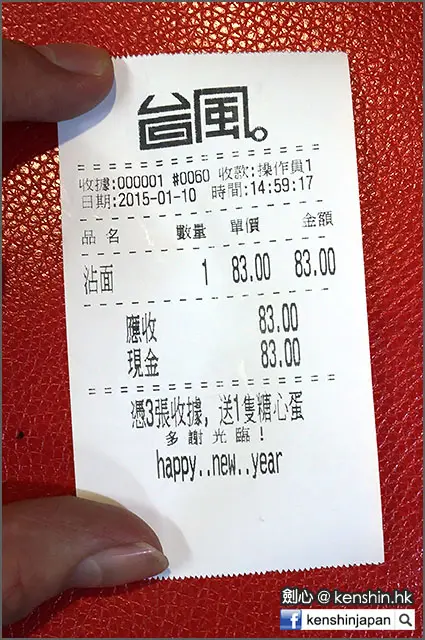 台風。
收據:000001 #0060 收款:操作員1
日期:2015-01-10 時間:14:59:17
品名 數量 單價 金額
沾面 1 83.00 83.00
應收 83.00
現金 83.00
憑3張收據, 送1隻糖心蛋
多謝光臨!
happy..new..year
劍心 @ kenshin.hk
f kenshinjapan